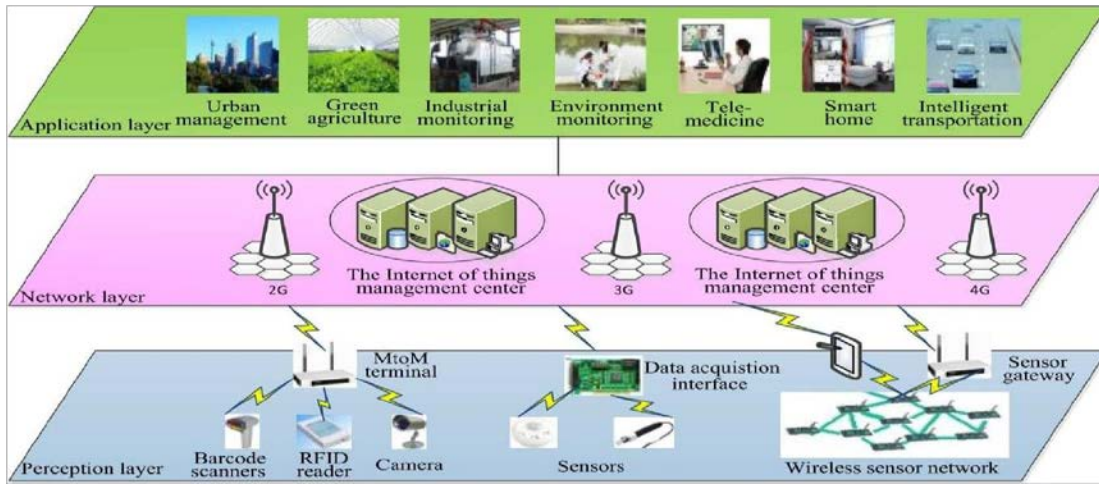 Urban
management
Green
agriculture
Industrial
monitoring
Environment
monitoring
Tele-
medicine
Smart
home
Intelligent
transportation
Application layer
2G
The Internet of things
management center
3G
The Internet of things
management center
4G
Network layer
MtoM
terminal
Data acquistion
interface
Sensor
gateway
Barcode
scanners
RFID
reader
Camera
Sensors
Wireless sensor network
Perception layer